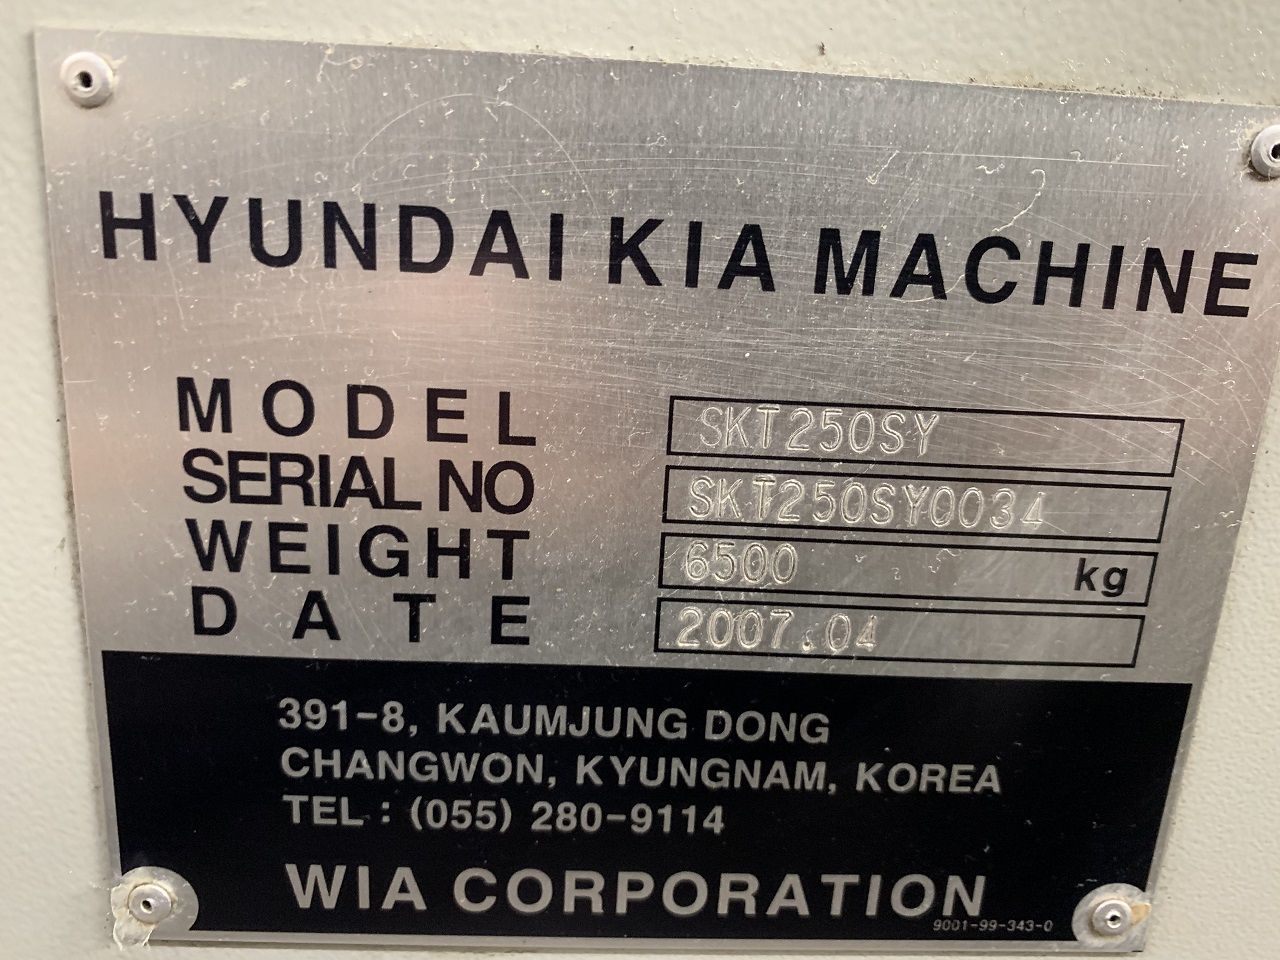 HYUNDAI KIA MACHINE
MODEL SKT250SY
SERIAL NO SKT250SY0034
WEIGHT 6500 kg
DATE 2007.04
391-8, KAUMJUNG DONG
CHANGWON, KYUNGNAM, KOREA
TEL : (055) 280-9114
WIA CORPORATION
9001-99-343-0